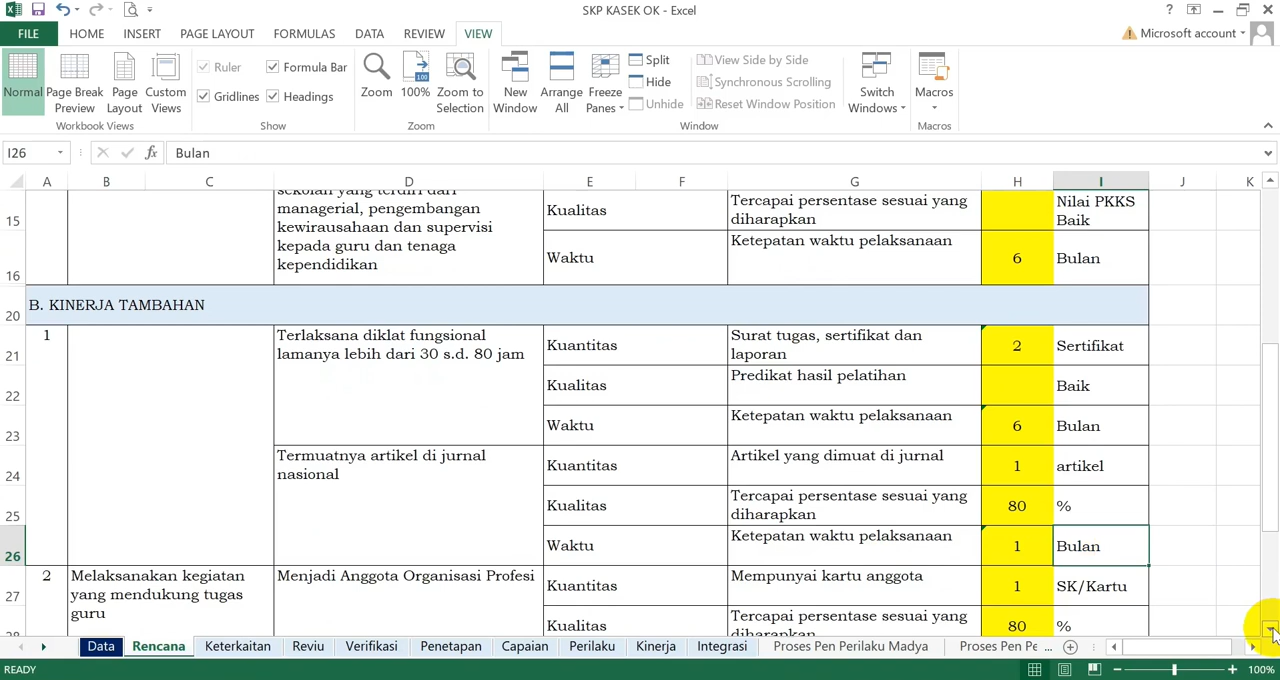 SKP KASEK OK - Excel
FILE HOME INSERT PAGE LAYOUT FORMULAS DATA REVIEW VIEW Microsoft account
Normal
Page Break
Preview
Page
Layout
Custom
Views
Workbook Views
Ruler
Formula Bar
Gridlines
Headings
Show
Zoom
100%
Zoom to
Selection
Zoom
New
Window
Arrange
All
Freeze
Panes
Split
Hide
Unhide
View Side by Side
Synchronous Scrolling
Reset Window Position
Window
Switch
Windows
Macros
Macros
I26
fx
Bulan
A B C D E F G H I J K
15
managerial, pengembangan
kewirausahaan dan supervisi
kepada guru dan tenaga
kependidikan
Kualitas
Tercapai persentase sesuai yang
diharapkan
Nilai PKKS
Baik
16
Waktu
Ketepatan waktu pelaksanaan
6
Bulan
20
B. KINERJA TAMBAHAN
21
1
Terlaksana diklat fungsional
lamanya lebih dari 30 s.d. 80 jam
Kuantitas
Surat tugas, sertifikat dan
laporan
2
Sertifikat
22
Kualitas
Predikat hasil pelatihan
Baik
23
Waktu
Ketepatan waktu pelaksanaan
6
Bulan
24
Termuatnya artikel di jurnal
nasional
Kuantitas
Artikel yang dimuat di jurnal
1
artikel
25
Kualitas
Tercapai persentase sesuai yang
diharapkan
80
%
26
Waktu
Ketepatan waktu pelaksanaan
1
Bulan
27
2
Melaksanakan kegiatan
yang mendukung tugas
guru
Menjadi Anggota Organisasi Profesi
Kuantitas
Mempunyai kartu anggota
1
SK/Kartu
28
Kualitas
Tercapai persentase sesuai yang
diharapkan
80
%
Data Rencana Keterkaitan Reviu Verifikasi Penetapan Capaian Perilaku Kinerja Integrasi Proses Pen Perilaku Madya Proses Pen Pe ...
READY
100%